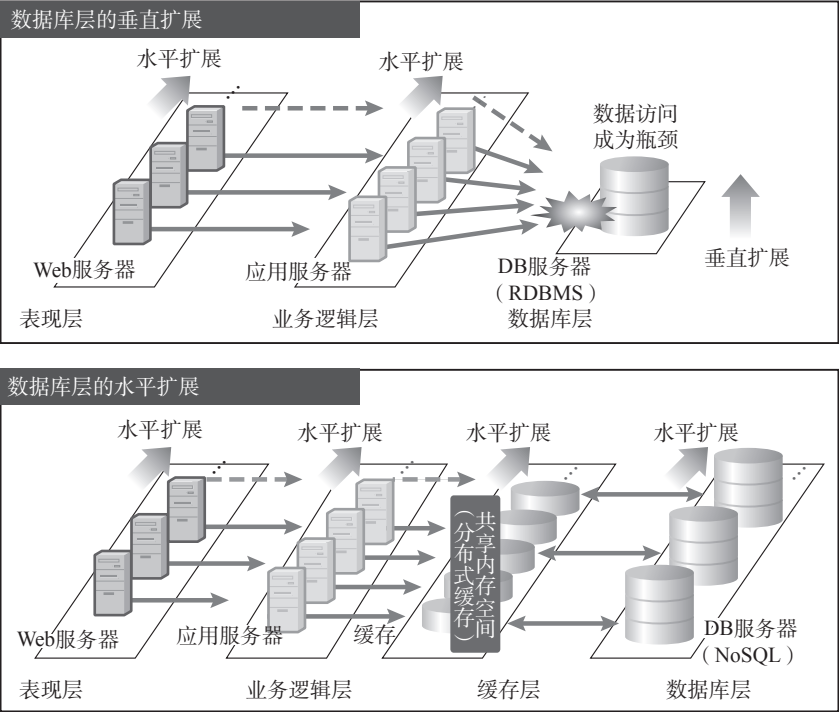 数据库层的垂直扩展
水平扩展
水平扩展
数据访问
成为瓶颈
垂直扩展
Web服务器
应用服务器
DB服务器
（RDBMS）
表现层
业务逻辑层
数据库层
数据库层的水平扩展
水平扩展
水平扩展
水平扩展
水平扩展
共享内存空间
（分布式缓存）
Web服务器
应用服务器
缓存
DB服务器
（NoSQL）
表现层
业务逻辑层
缓存层
数据库层